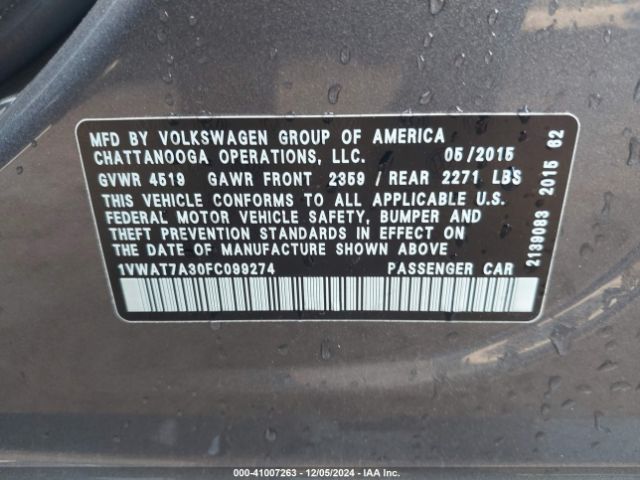 MFD BY VOLKSWAGEN GROUP OF AMERICA
CHATTANOOGA OPERATIONS, LLC. 05/2015
GVWR 4519 GAWR FRONT 2359 / REAR 2271 LBS
THIS VEHICLE CONFORMS TO ALL APPLICABLE U.S.
FEDERAL MOTOR VEHICLE SAFETY, BUMPER AND
THEFT PREVENTION STANDARDS IN EFFECT ON
THE DATE OF MANUFACTURE SHOWN ABOVE
1VWAT7A30FC099274 PASSENGER CAR
2139083 2015 62
000-41007263 - 12/05/2024 - IAA Inc.